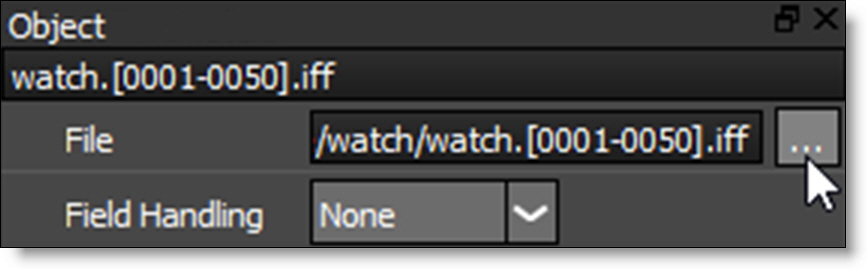 Object
watch.[0001-0050].iff
File /watch/watch.[0001-0050].iff ...
Field Handling None